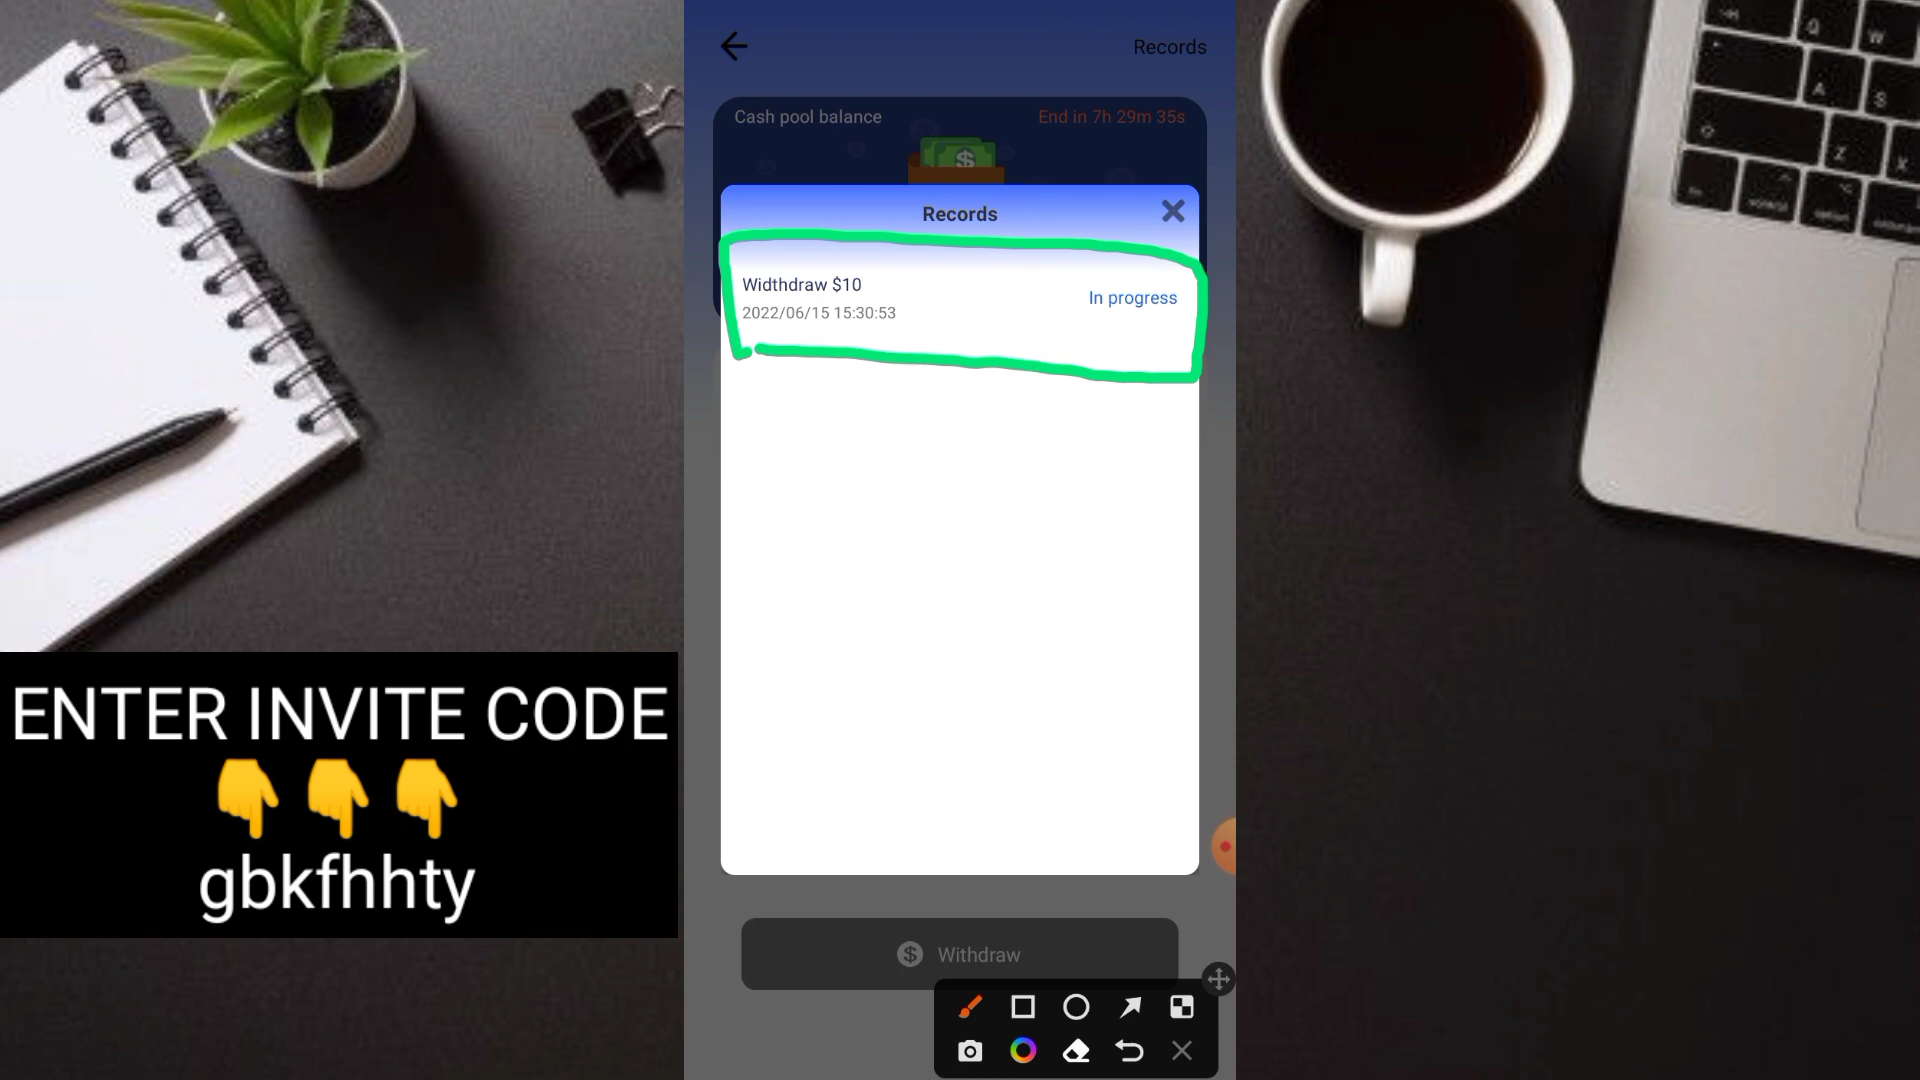 Records
Cash pool balance
End in 7h 29m 35s
Records
Widthdraw $10
2022/06/15 15:30:53
In progress
ENTER INVITE CODE
👇👇👇
gbkfhhty
Withdraw